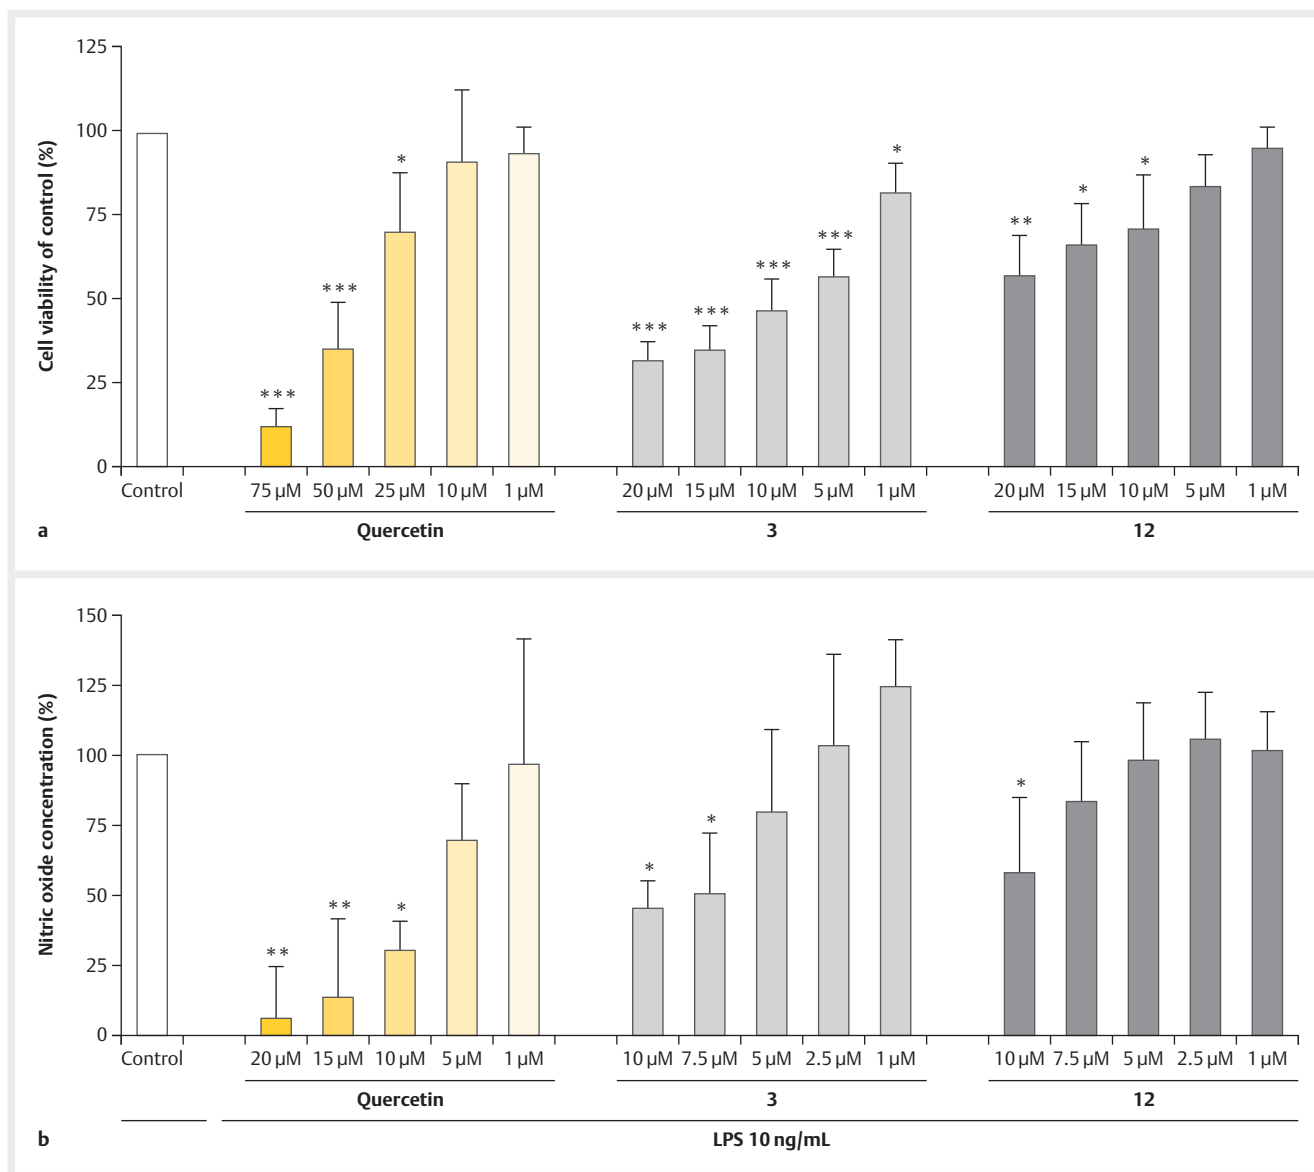 125
100
75
50
25
0
Cell viability of control (%)
*** *** * *** *** *** *** * ** * *
Control 75 µM 50 µM 25 µM 10 µM 1 µM 20 µM 15 µM 10 µM 5 µM 1 µM 20 µM 15 µM 10 µM 5 µM 1 µM
Quercetin 3 12
a
150
125
100
75
50
25
0
Nitric oxide concentration (%)
** ** * * * *
Control 20 µM 15 µM 10 µM 5 µM 1 µM 10 µM 7.5 µM 5 µM 2.5 µM 1 µM 10 µM 7.5 µM 5 µM 2.5 µM 1 µM
Quercetin 3 12
b LPS 10 ng/mL